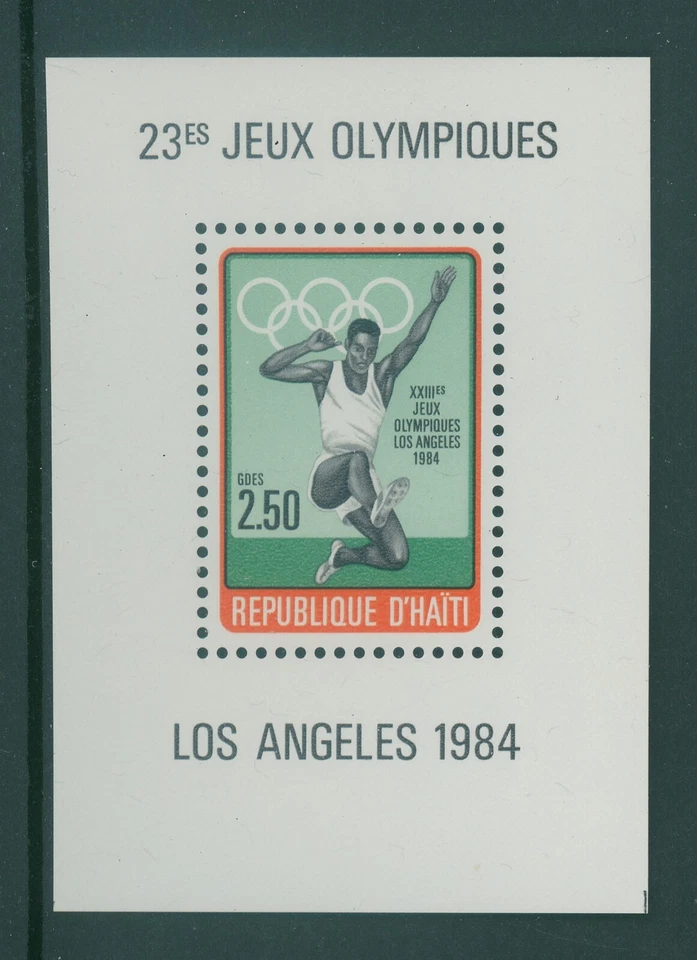 23ES JEUX OLYMPIQUES
XXIIIES
JEUX
OLYMPIQUES
LOS ANGELES
1984
GDES
2.50
REPUBLIQUE D'HAÏTI
LOS ANGELES 1984